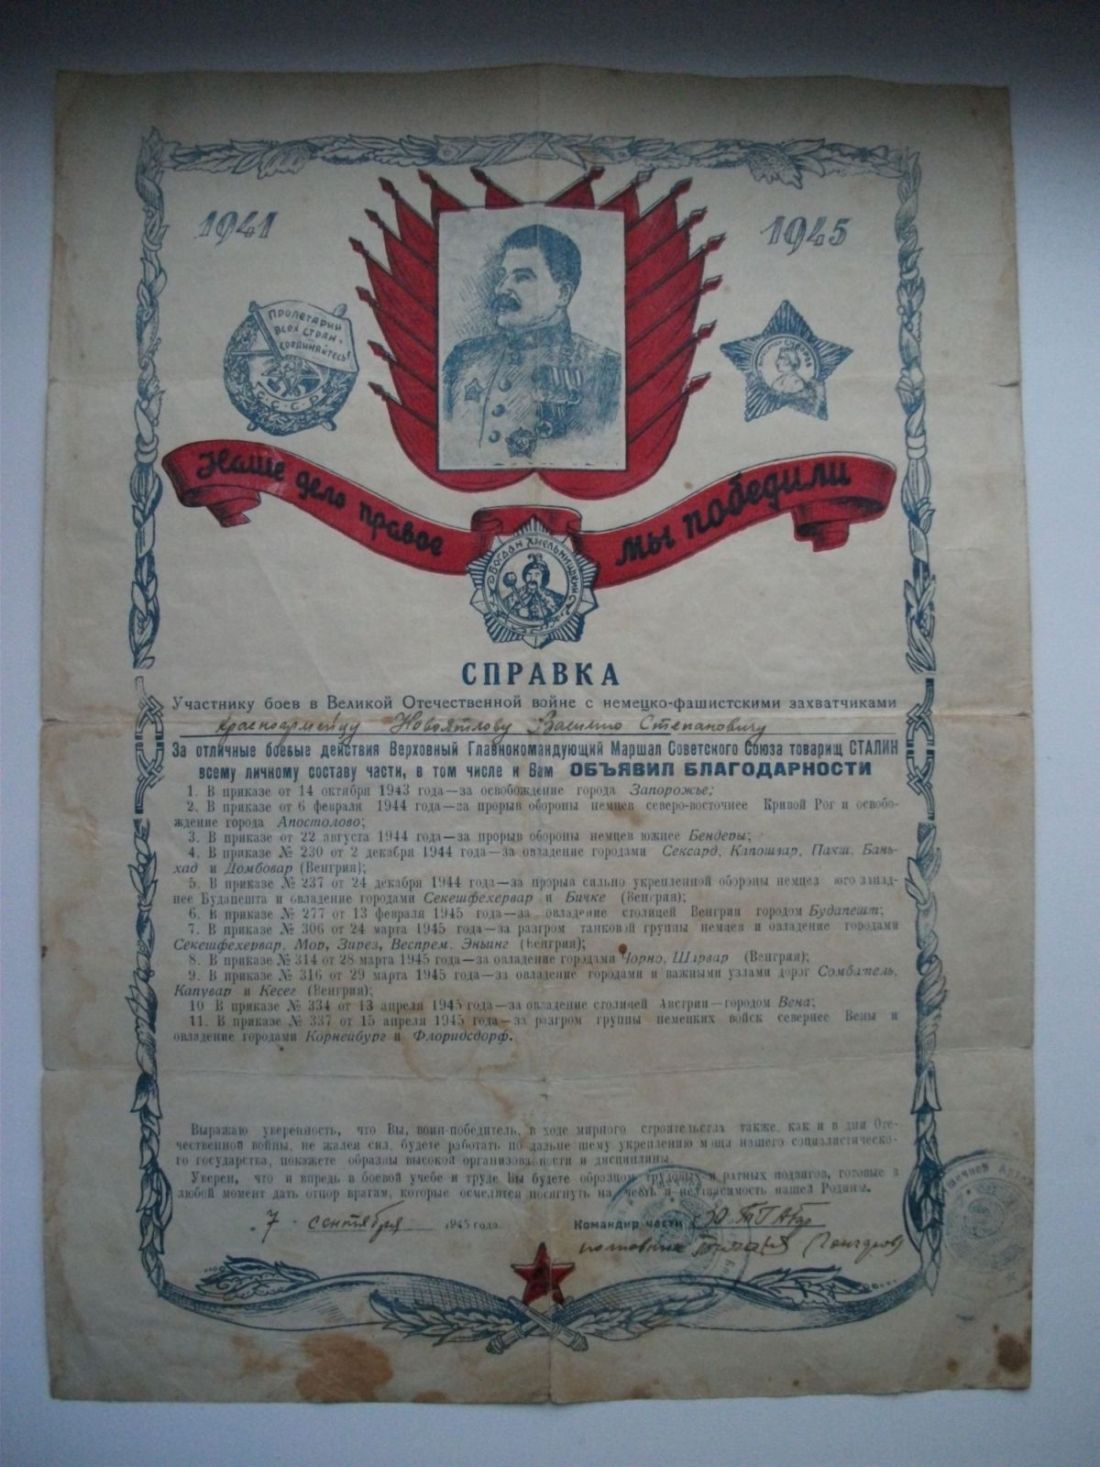 1941
1945
Пролетарии
всех стран,
соединяйтесь!
С.С.С.Р.
Наше дело правое
мы победили
БОГДАН ХМЕЛЬНИЦКИЙ
СПРАВКА
Участнику боев в Великой Отечественной войне с немецко-фашистскими захватчиками
красноармейцу Новоятлову Василию Степановичу
За отличные боевые действия Верховный Главнокомандующий Маршал Советского Союза товарищ СТАЛИН
всему личному составу части, в том числе и Вам ОБЪЯВИЛ БЛАГОДАРНОСТИ
1. В приказе от 14 октября 1943 года—за освобождение города Запорожье;
2. В приказе от 6 февраля 1944 года—за прорыв обороны немцев северо-восточнее Кривой Рог и освобо-
ждение города Апостолово;
3. В приказе от 22 августа 1944 года—за прорыв обороны немцев южнее Бендеры;
4. В приказе № 230 от 2 декабря 1944 года—за овладение городами Сексард, Капошвар, Пакш, Бань-
хад и Домбовар (Венгрия);
5. В приказе № 237 от 24 декабря 1944 года—за прорыв сильно укрепленной обороны немцев юго-запад-
нее Будапешта и овладение городами Секешфехервар и Бичке (Венгрия);
6. В приказе № 277 от 13 февраля 1945 года—за овладение столицей Венгрии городом Будапешт;
7. В приказе № 306 от 24 марта 1945 года—за разгром танковой группы немцев и овладение городами
Секешфехервар, Мор, Зирез, Веспрем, Эньинг (Венгрия);
8. В приказе № 314 от 28 марта 1945 года—за овладение городами Чорно, Шарвар (Венгрия);
9. В приказе № 316 от 29 марта 1945 года—за овладение городами и важными узлами дорог Сомбатель,
Капувар и Кесег (Венгрия);
10 В приказе № 334 от 13 апреля 1945 года—за овладение столицей Австрии—городом Вена;
11. В приказе № 337 от 15 апреля 1945 года—за разгром группы немецких войск севернее Вены и
овладение городами Корнейбург и Флоридсдорф.
Выражаю уверенность, что Вы, воин-победитель, в ходе мирного строительства также, как и в дни Оте-
чественной войны, не жалея сил, будете работать по дальнейшему укреплению мощи нашего социалистическо-
го государства, покажете образцы высокой организованности и дисциплины.
Уверен, что и впредь в боевой учебе и труде Вы будете образцом трудовых и ратных подвигов, готовые в
любой момент дать отпор врагам, которые осмелятся посягнуть на честь и независимость нашей Родины.
7 сентября 1945 года.
Командир части
полковник